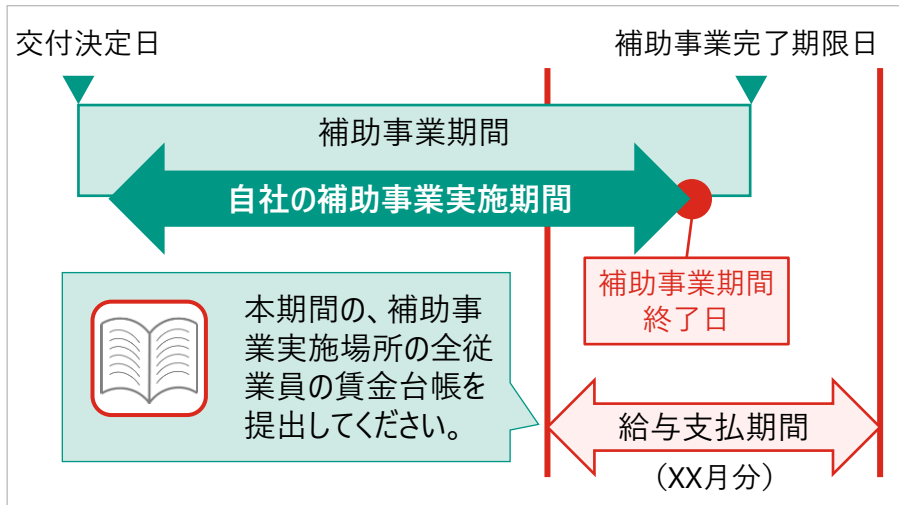 交付決定日
補助事業完了期限日
補助事業期間
自社の補助事業実施期間
補助事業期間
終了日
本期間の、補助事
業実施場所の全従
業員の賃金台帳を
提出してください。
給与支払期間
（XX月分）